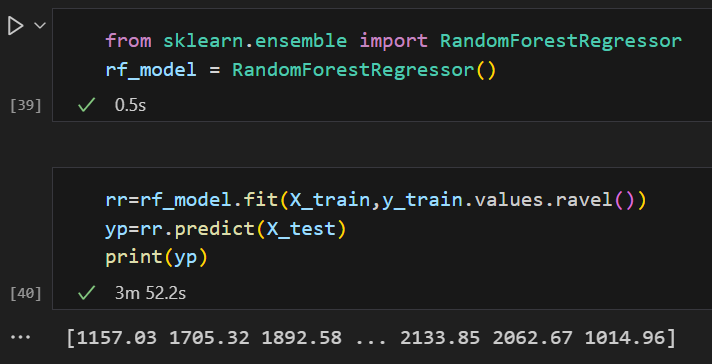 from sklearn.ensemble import RandomForestRegressor
rf_model = RandomForestRegressor()
[39]
0.5s
rr=rf_model.fit(X_train,y_train.values.ravel())
yp=rr.predict(X_test)
print(yp)
[40]
3m 52.2s
... [1157.03 1705.32 1892.58 ... 2133.85 2062.67 1014.96]